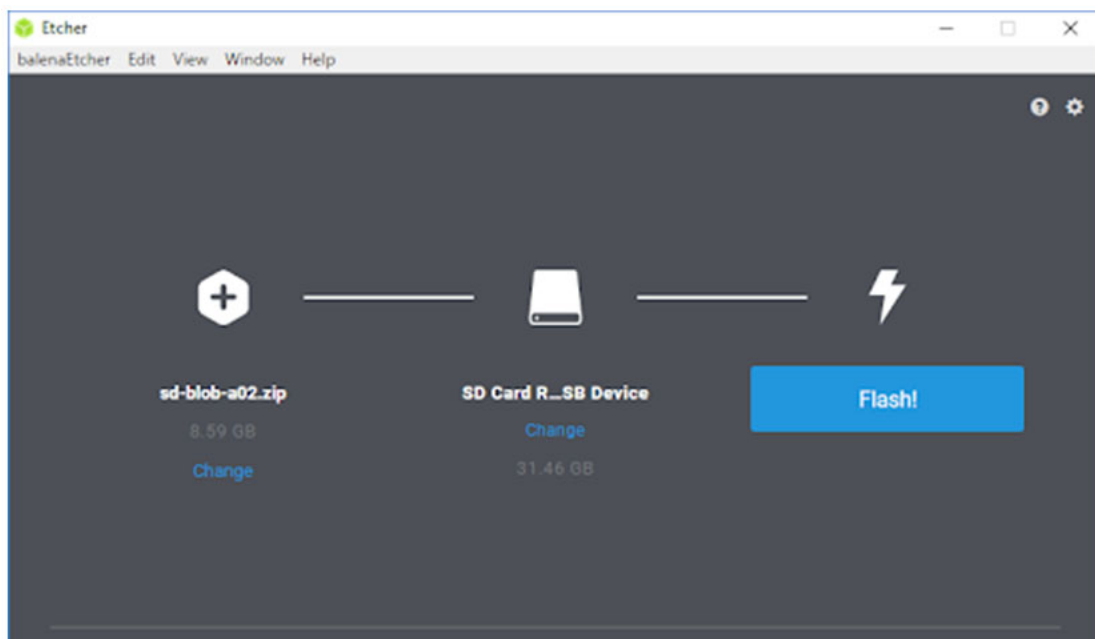 Etcher
balenaEtcher Edit View Window Help
sd-blob-a02.zip
8.59 GB
Change
SD Card R...SB Device
Change
31.46 GB
Flash!